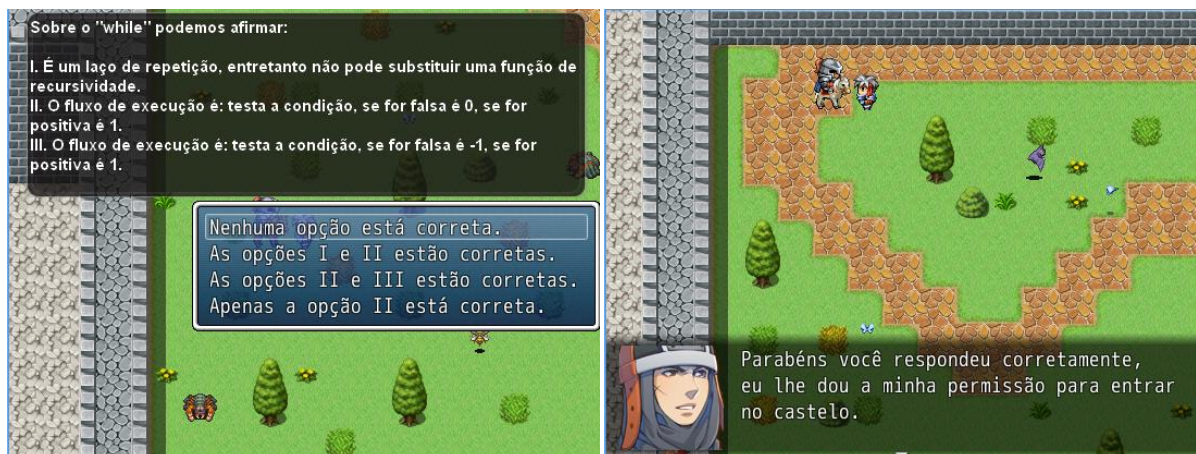 Sobre o "while" podemos afirmar:
I. É um laço de repetição, entretanto não pode substituir uma função de
recursividade.
II. O fluxo de execução é: testa a condição, se for falsa é 0, se for
positiva é 1.
III. O fluxo de execução é: testa a condição, se for falsa é -1, se for
positiva é 1.
Nenhuma opção está correta.
As opções I e II estão corretas.
As opções II e III estão corretas.
Apenas a opção II está correta.
Parabéns você respondeu corretamente,
eu lhe dou a minha permissão para entrar
no castelo.